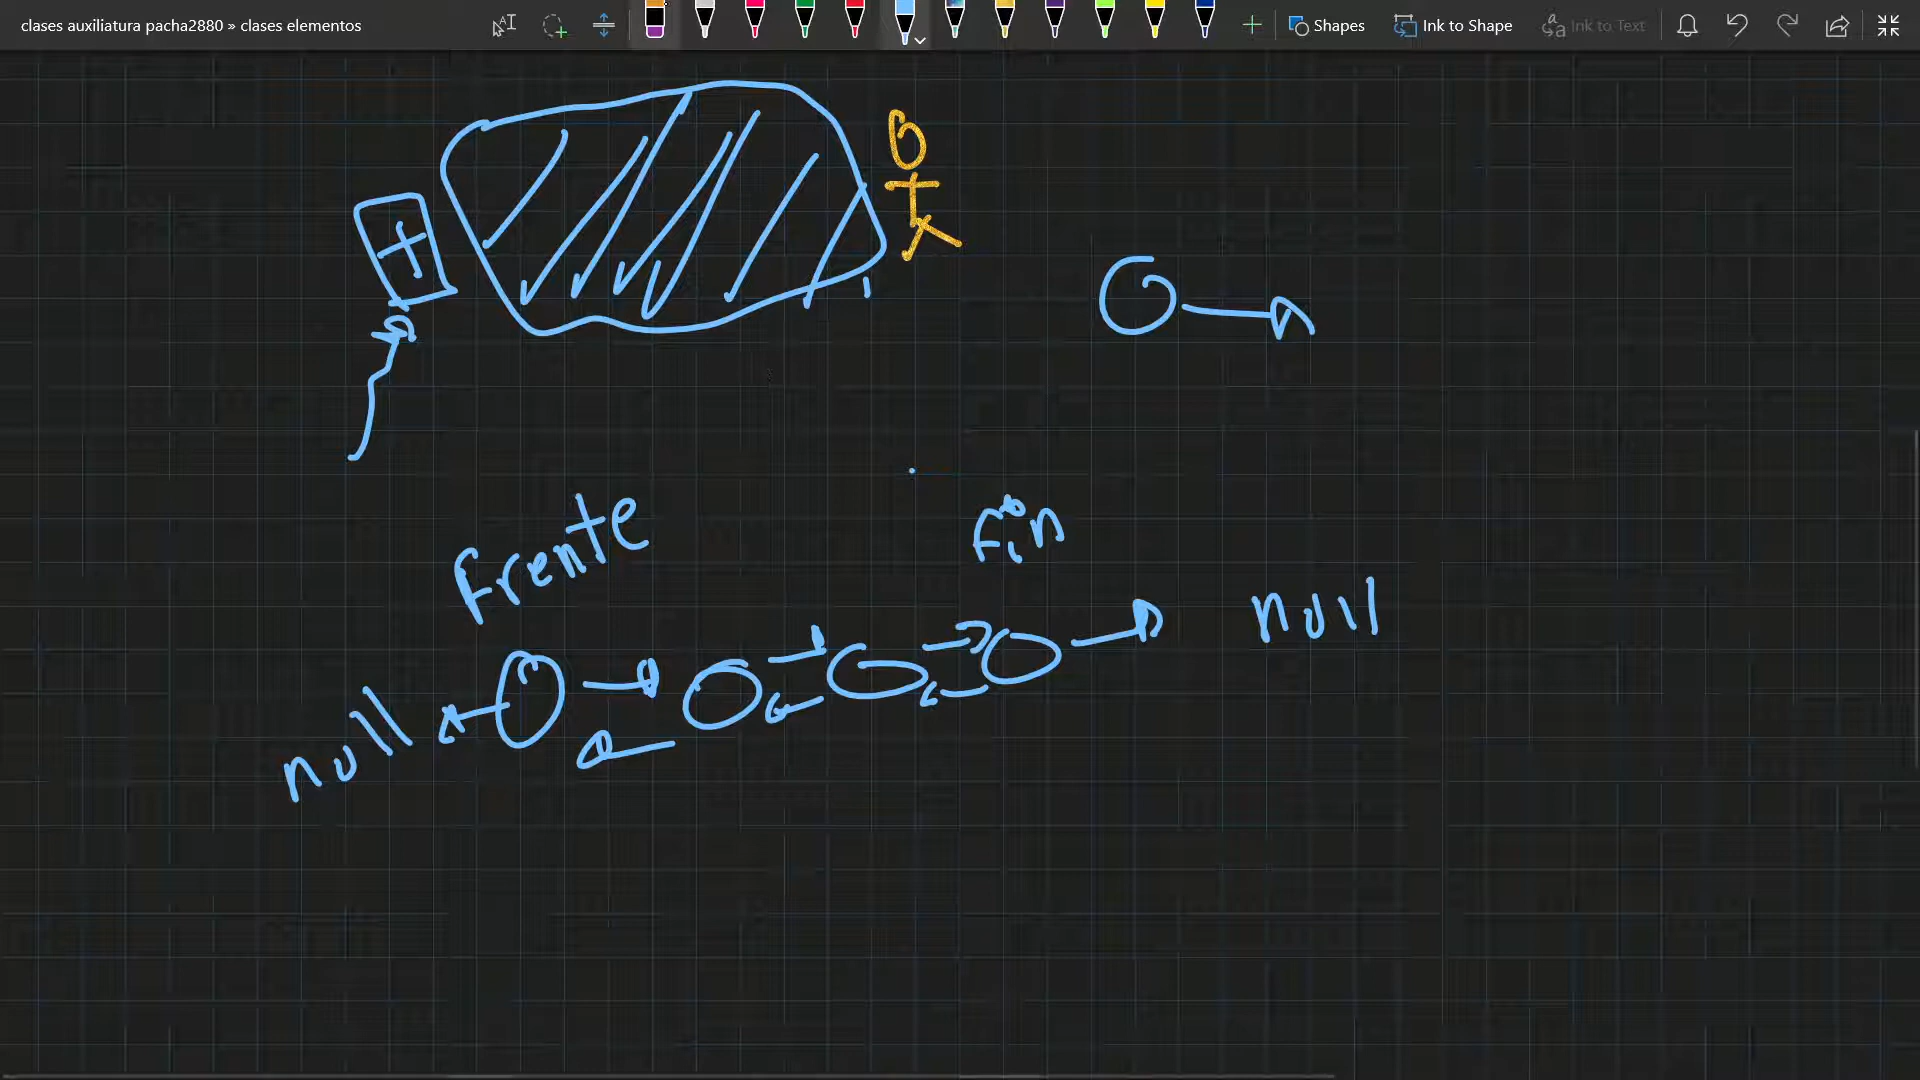 clases auxiliatura pacha2880 » clases elementos
Shapes
Ink to Shape
Ink to Text
frente
fin
null
null